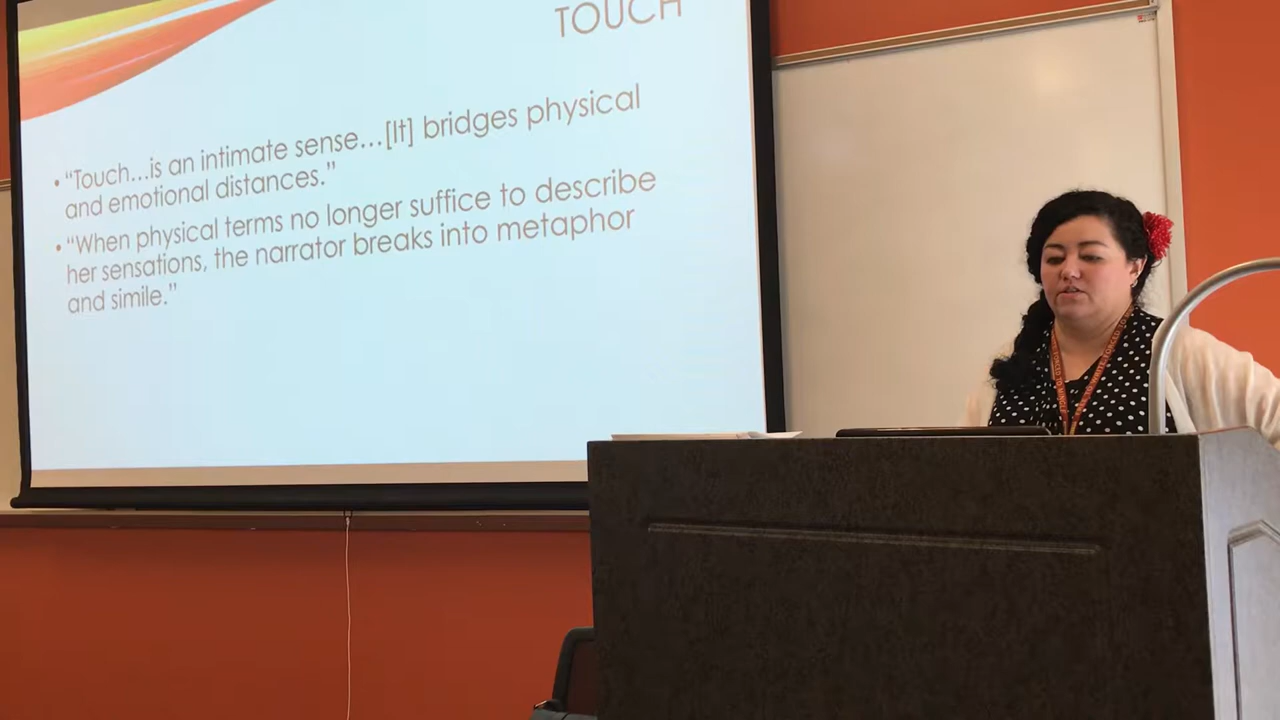 TOUCH
• “Touch...is an intimate sense...[It] bridges physical
and emotional distances.”
• “When physical terms no longer suffice to describe
her sensations, the narrator breaks into metaphor
and simile.”